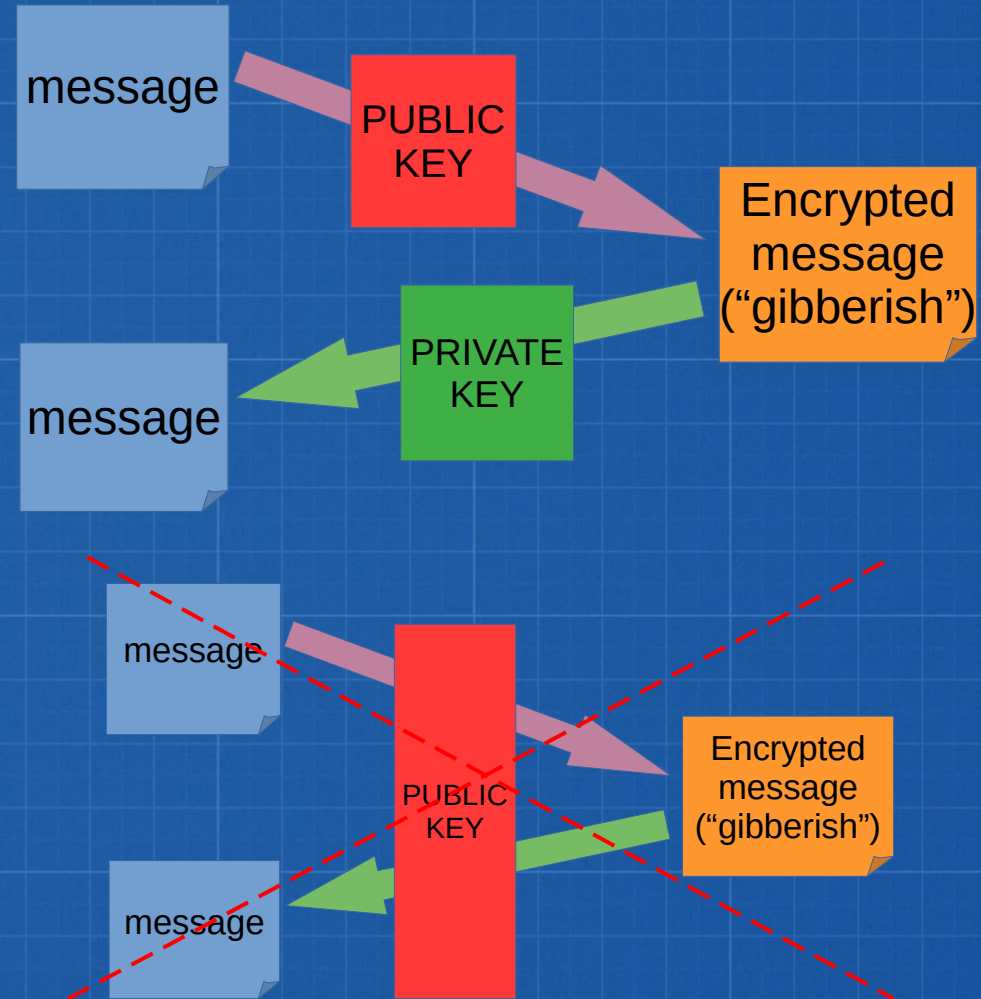 message
PUBLIC
KEY
Encrypted
message
(“gibberish”)
PRIVATE
KEY
message
message
PUBLIC
KEY
Encrypted
message
(“gibberish”)
message